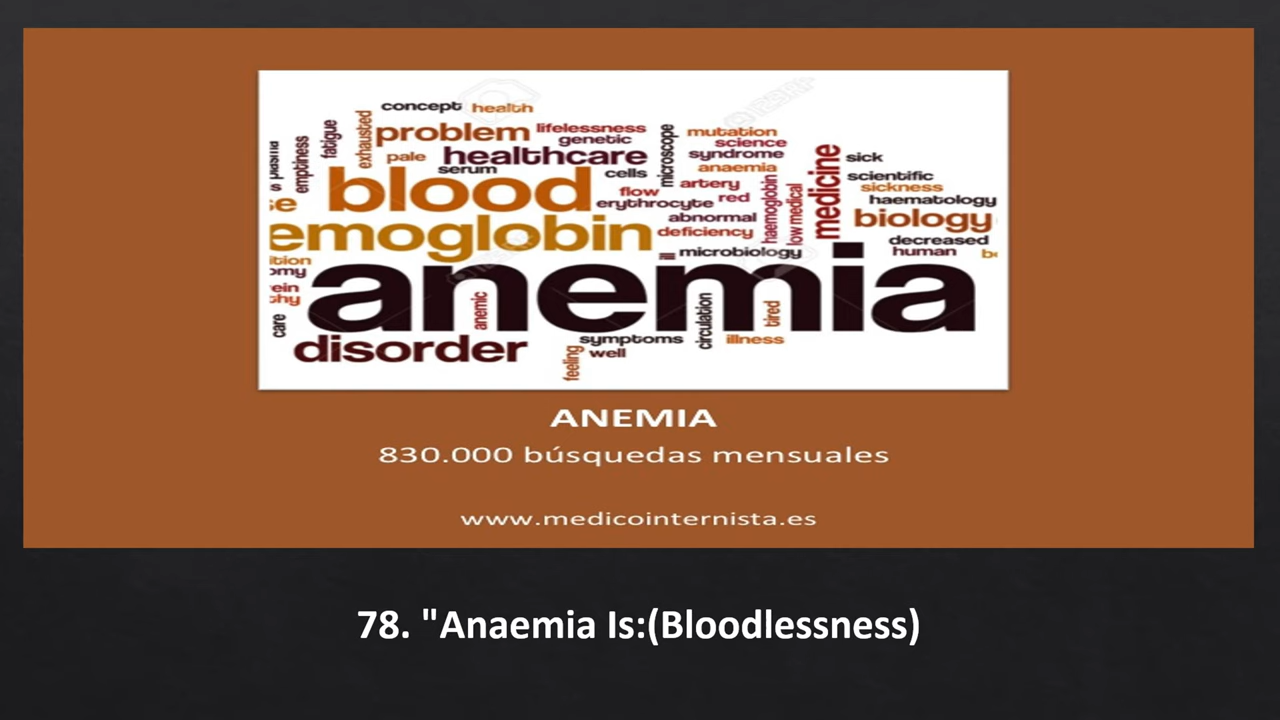 concept health
fatigue
exhausted
problem
lifelessness
genetic
microscope
mutation
science
syndrome
anaemia
emptiness
pale
healthcare
serum
cells
blood
flow
artery
red
erythrocyte
abnormal
deficiency
haemoglobin
low medical
medicine
sick
scientific
sickness
haematology
biology
decreased
human
emoglobin
ill
microbiology
anemia
care
anemic
circulation
tired
disorder
symptoms
illness
feeling
well
ANEMIA
830.000 búsquedas mensuales
www.medicointernista.es
78. "Anaemia Is:(Bloodlessness)